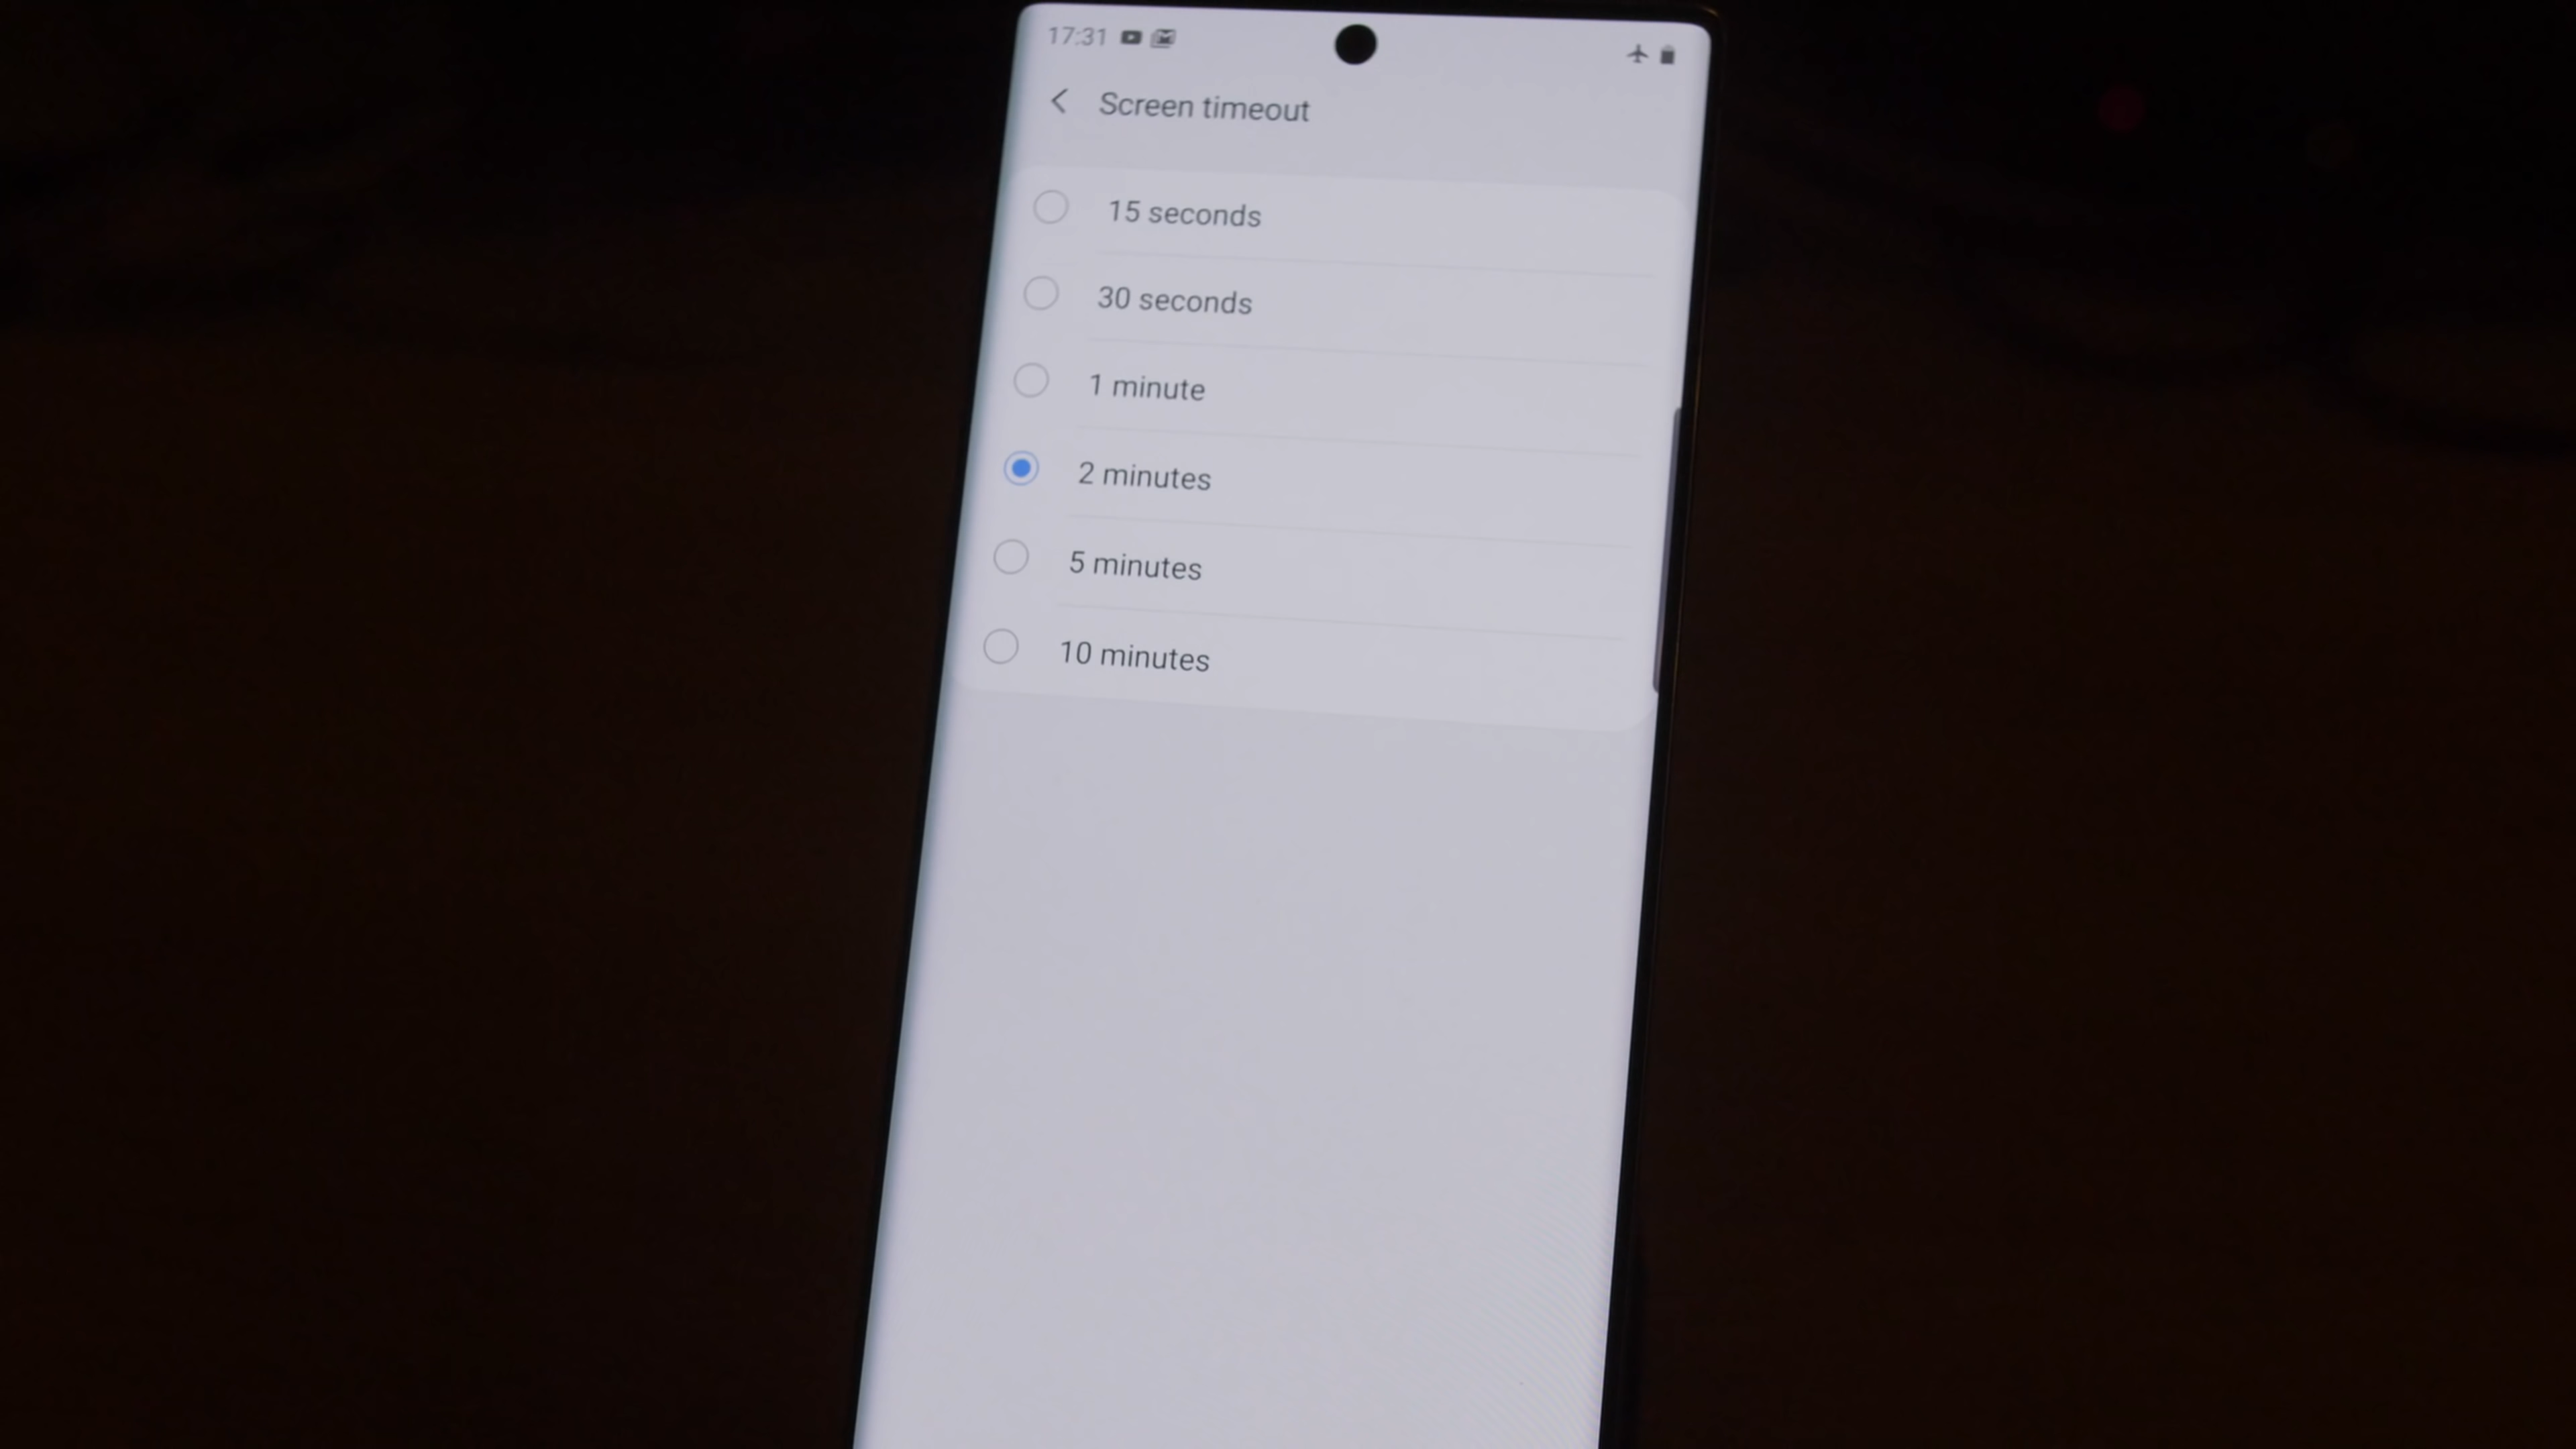 17:31
Screen timeout
15 seconds
30 seconds
1 minute
2 minutes
5 minutes
10 minutes